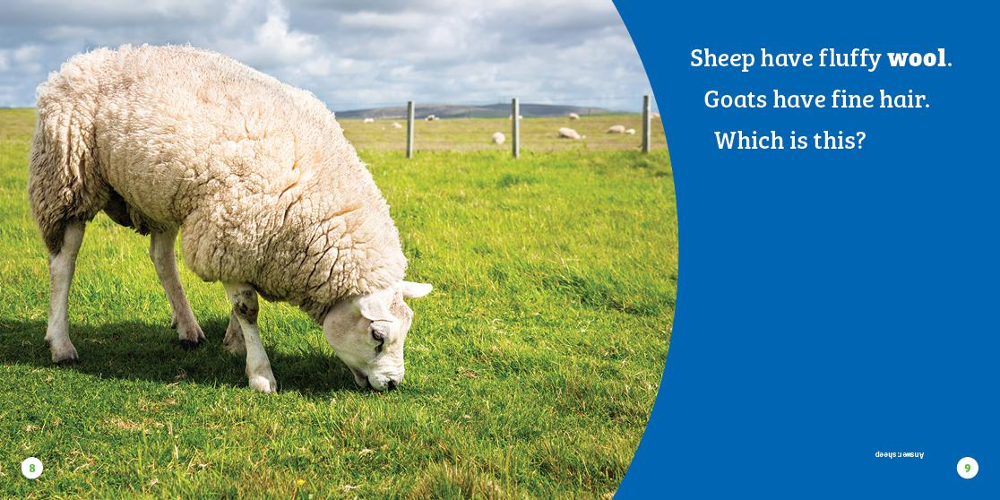 Sheep have fluffy wool.
Goats have fine hair.
Which is this?
Answer: sheep
8
9